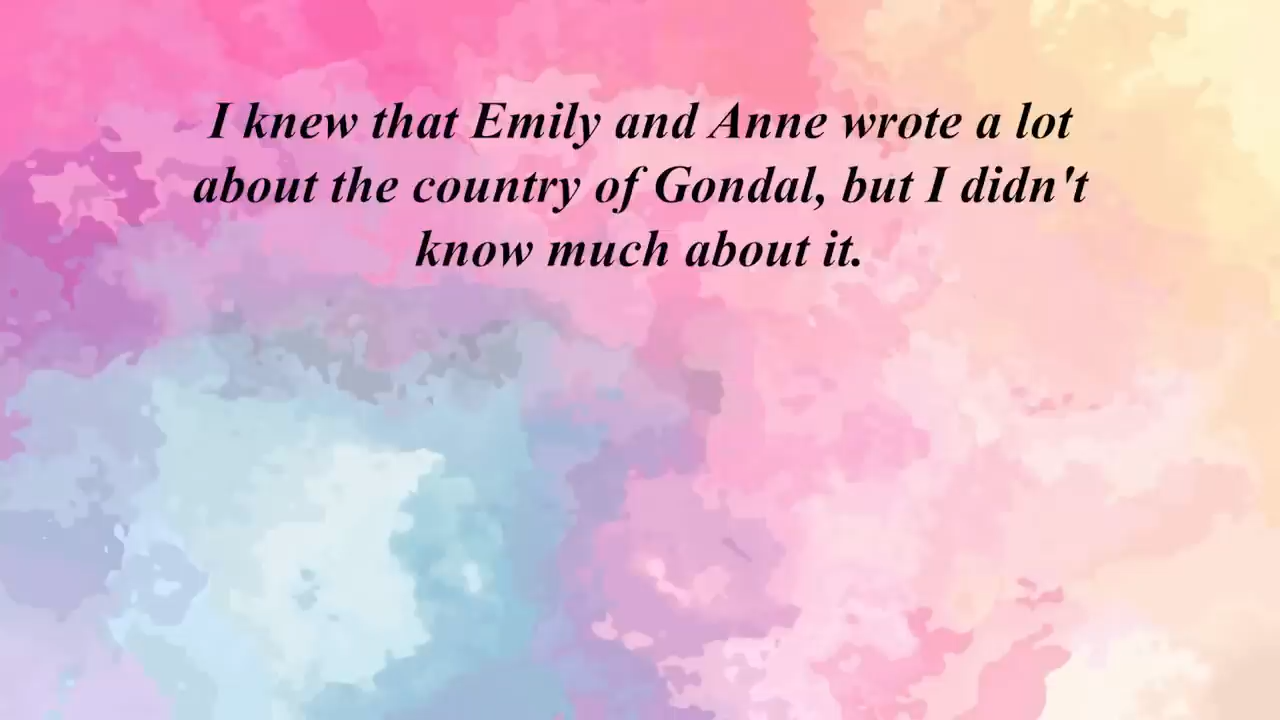 I knew that Emily and Anne wrote a lot
about the country of Gondal, but I didn't
know much about it.